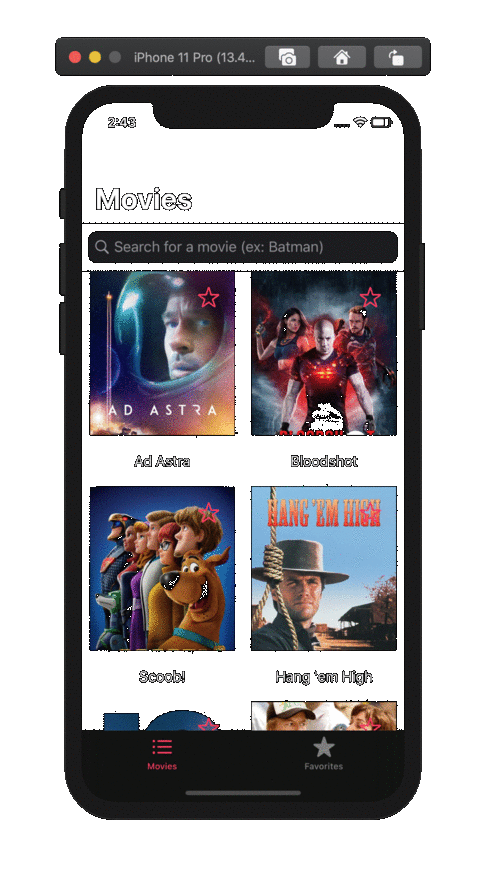 iPhone 11 Pro (13.4...
2:43
Movies
Search for a movie (ex: Batman)
AD ASTRA
Ad Astra
Bloodshot
HANG 'EM HIGH
Scoob!
Hang 'em High
Movies
Favorites